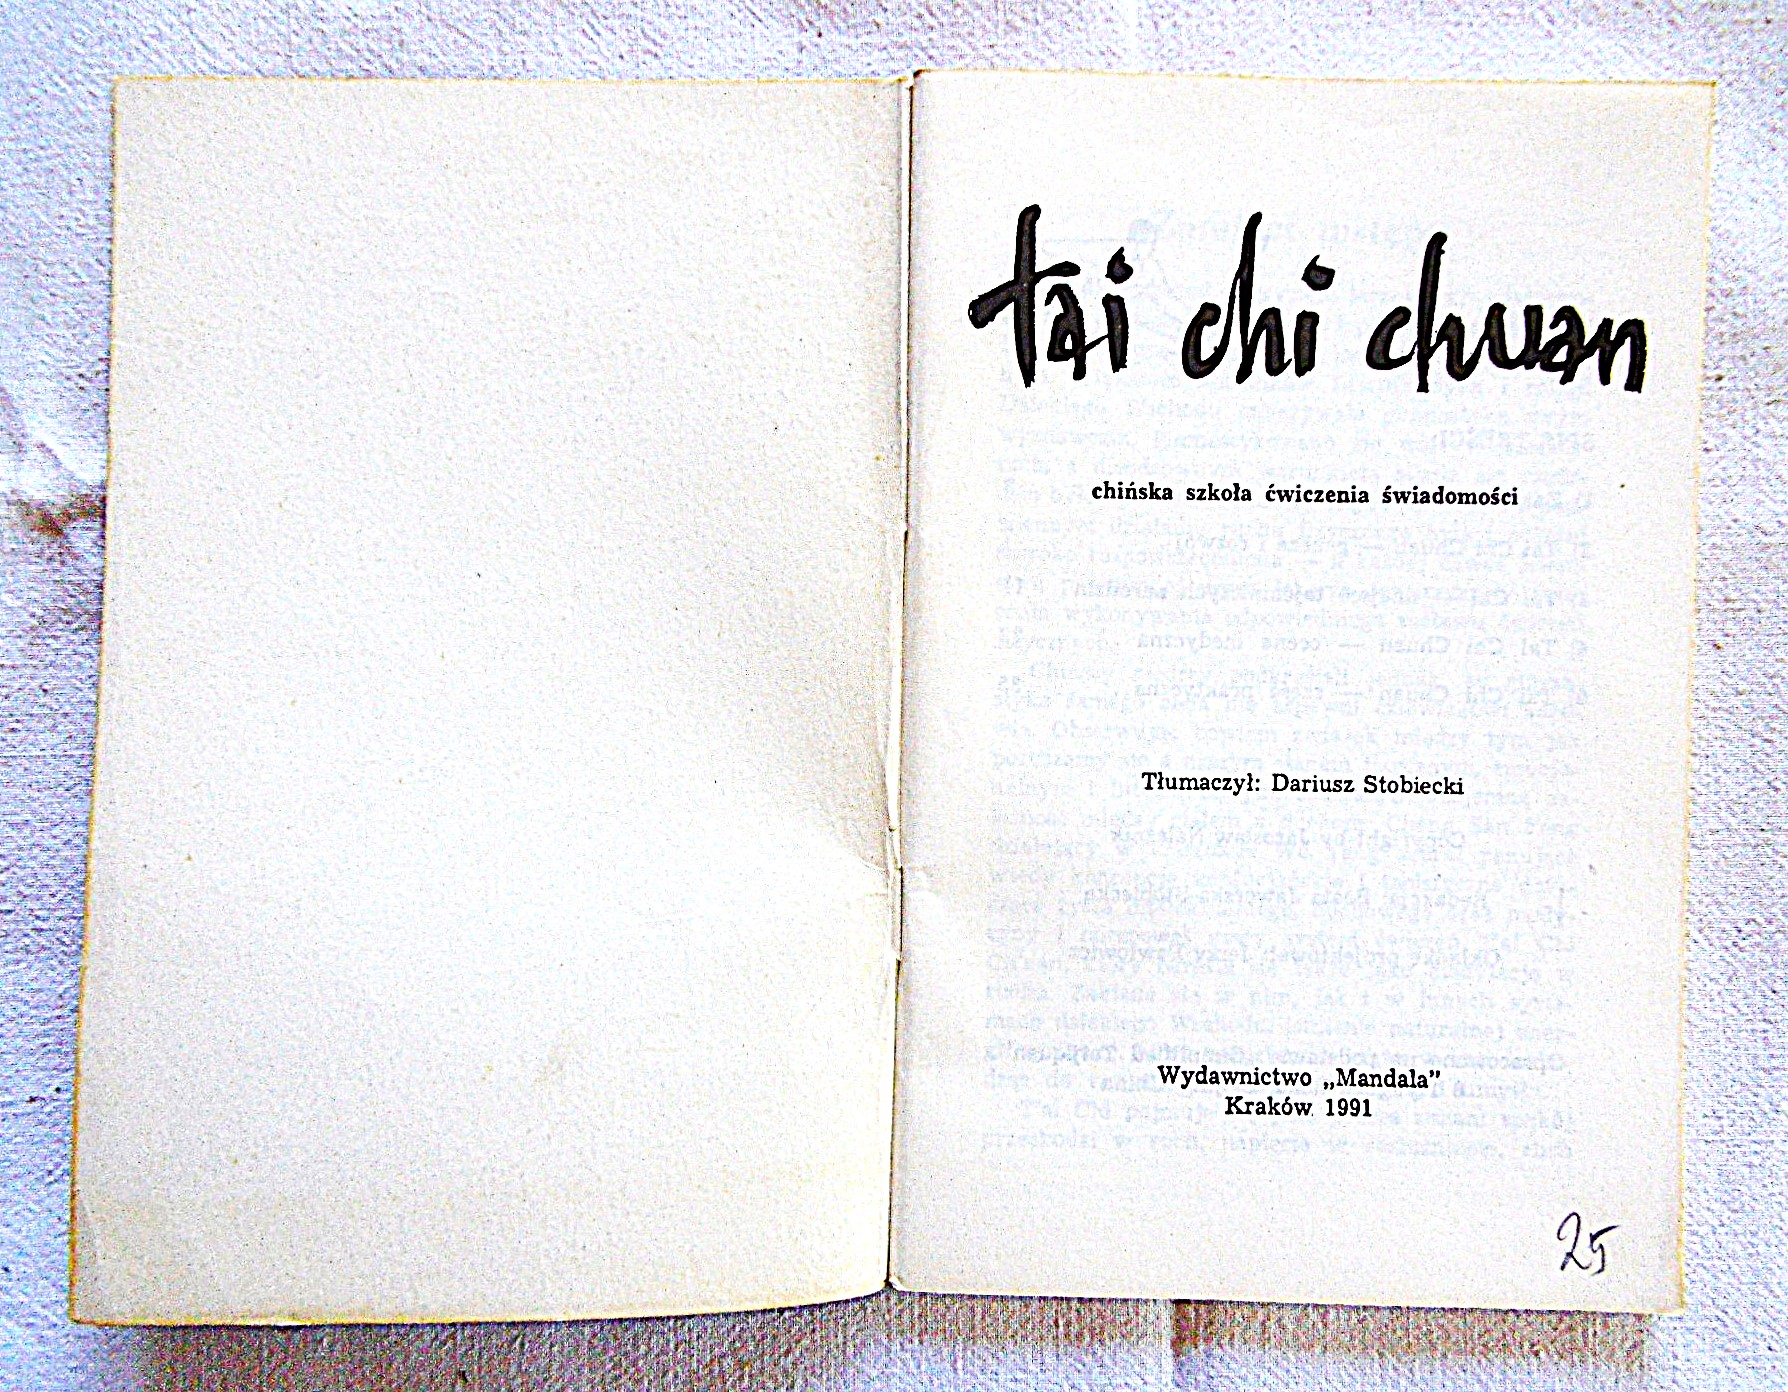 tai chi chuan
chińska szkoła ćwiczenia świadomości
Tłumaczył: Dariusz Stobiecki
Wydawnictwo „Mandala”
Kraków 1991
25